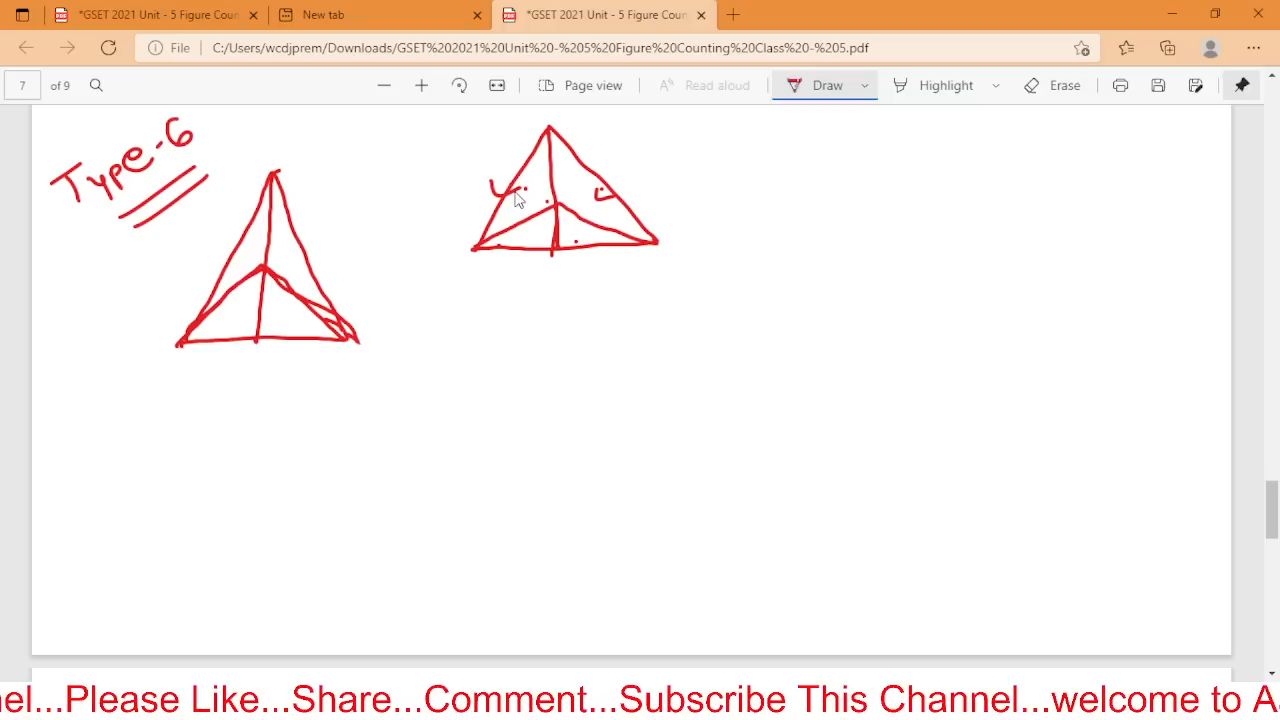 *GSET 2021 Unit - 5 Figure Coun
New tab
*GSET 2021 Unit - 5 Figure Coun
File | C:/Users/wcdjprem/Downloads/GSET%202021%20Unit%20-%205%20Figure%20Counting%20Class%20-%205.pdf
7 of 9 Page view Read aloud Draw Highlight Erase
Type-6
nel...Please Like...Share...Comment...Subscribe This Channel...welcome to A